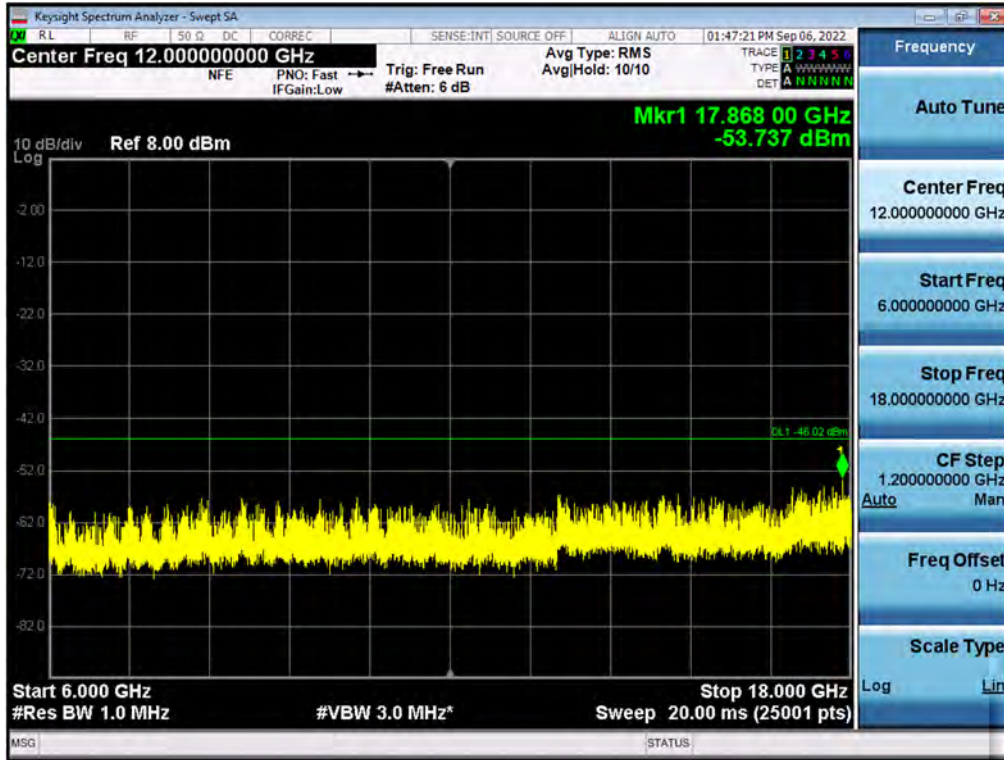 Keysight Spectrum Analyzer - Swept SA
LXI RL RF 50 Ω DC CORREC SENSE:INT SOURCE OFF ALIGN AUTO 01:47:21 PM Sep 06, 2022
Center Freq 12.000000000 GHz
NFE
PNO: Fast
IFGain:Low
Trig: Free Run
#Atten: 6 dB
Avg Type: RMS
Avg|Hold: 10/10
TRACE 1 2 3 4 5 6
TYPE A WWWWW
DET A N N N N N
Mkr1 17.868 00 GHz
-53.737 dBm
10 dB/div Ref 8.00 dBm
Log
-2.00
-12.0
-22.0
-32.0
-42.0
DL1 -46.02 dBm
1
-52.0
-62.0
-72.0
-82.0
Start 6.000 GHz Stop 18.000 GHz
#Res BW 1.0 MHz #VBW 3.0 MHz* Sweep 20.00 ms (25001 pts)
MSG STATUS
Frequency
Auto Tune
Center Freq
12.000000000 GHz
Start Freq
6.000000000 GHz
Stop Freq
18.000000000 GHz
CF Step
1.200000000 GHz
Auto Man
Freq Offset
0 Hz
Scale Type
Log Lin